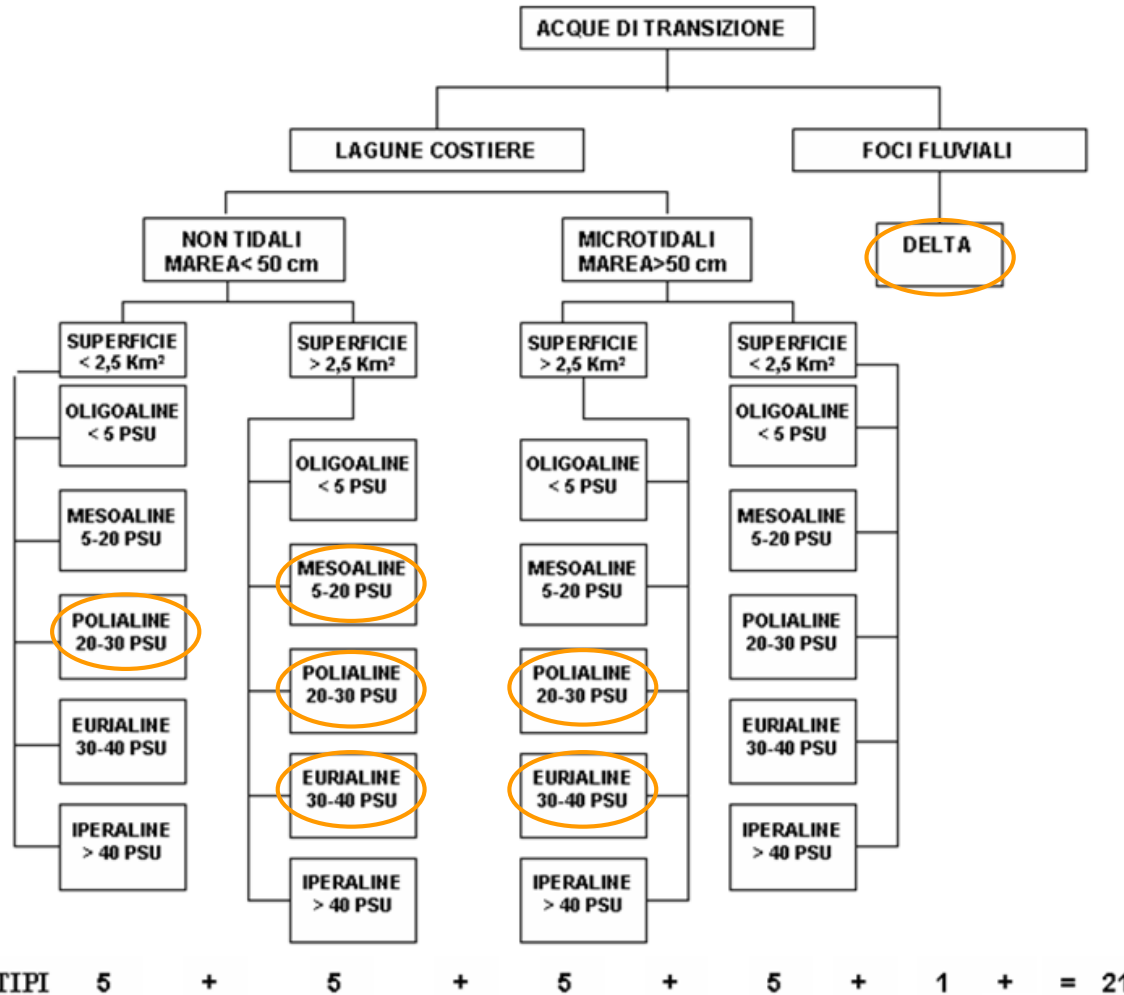 ACQUE DI TRANSIZIONE
LAGUNE COSTIERE
FOCI FLUVIALI
NON TIDALI
MAREA< 50 cm
MICROTIDALI
MAREA>50 cm
DELTA
SUPERFICIE
< 2,5 Km²
OLIGOALINE
< 5 PSU
MESOALINE
5-20 PSU
POLIALINE
20-30 PSU
EURIALINE
30-40 PSU
IPERALINE
> 40 PSU
SUPERFICIE
> 2,5 Km²
OLIGOALINE
< 5 PSU
MESOALINE
5-20 PSU
POLIALINE
20-30 PSU
EURIALINE
30-40 PSU
IPERALINE
> 40 PSU
SUPERFICIE
> 2,5 Km²
OLIGOALINE
< 5 PSU
MESOALINE
5-20 PSU
POLIALINE
20-30 PSU
EURIALINE
30-40 PSU
IPERALINE
> 40 PSU
SUPERFICIE
< 2,5 Km²
OLIGOALINE
< 5 PSU
MESOALINE
5-20 PSU
POLIALINE
20-30 PSU
EURIALINE
30-40 PSU
IPERALINE
> 40 PSU
TIPI 5 + 5 + 5 + 5 + 1 + = 21